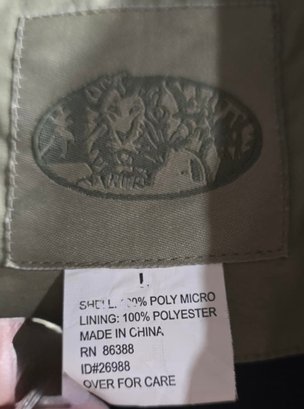 L
SHELL: 100% POLY MICRO
LINING: 100% POLYESTER
MADE IN CHINA
RN 86388
ID#26988
OVER FOR CARE